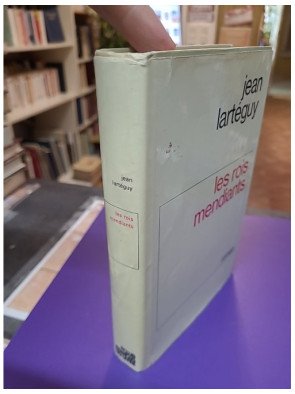 jean
lartéguy
les rois
mendiants
jean
lartéguy
les rois
mendiants